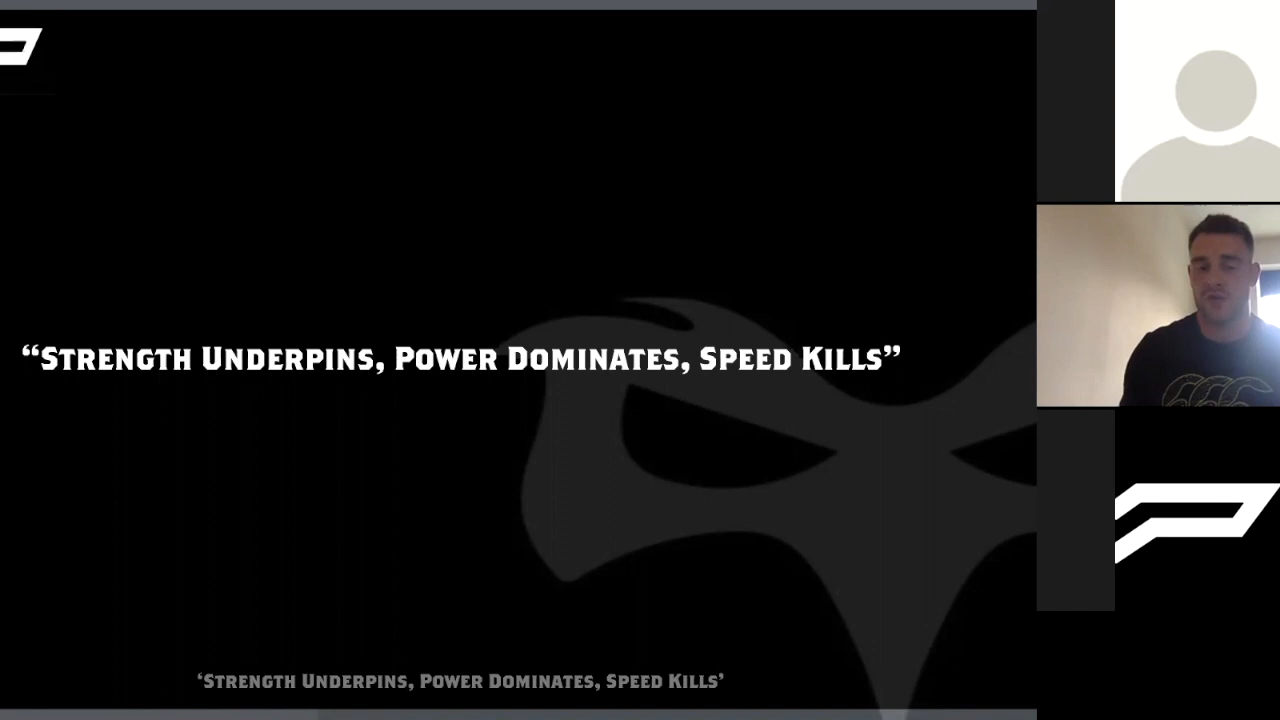 “Strength Underpins, Power Dominates, Speed Kills”
‘Strength Underpins, Power Dominates, Speed Kills’